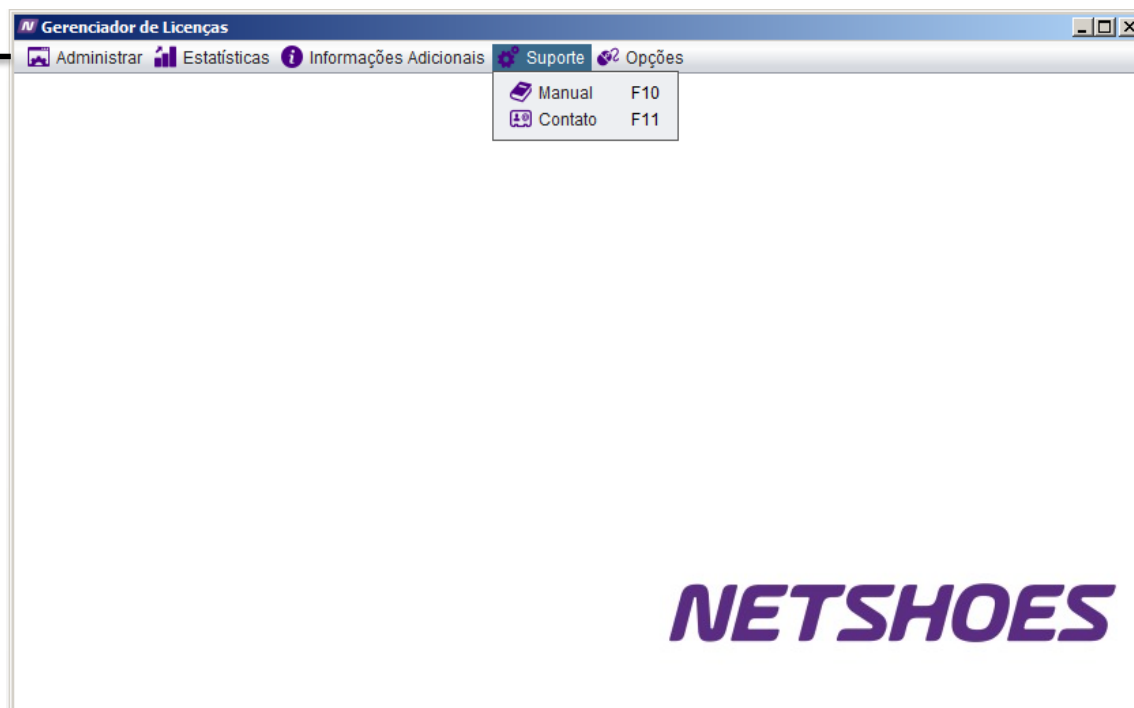 Gerenciador de Licenças
Administrar Estatísticas Informações Adicionais Suporte Opções
Manual F10
Contato F11
NETSHOES